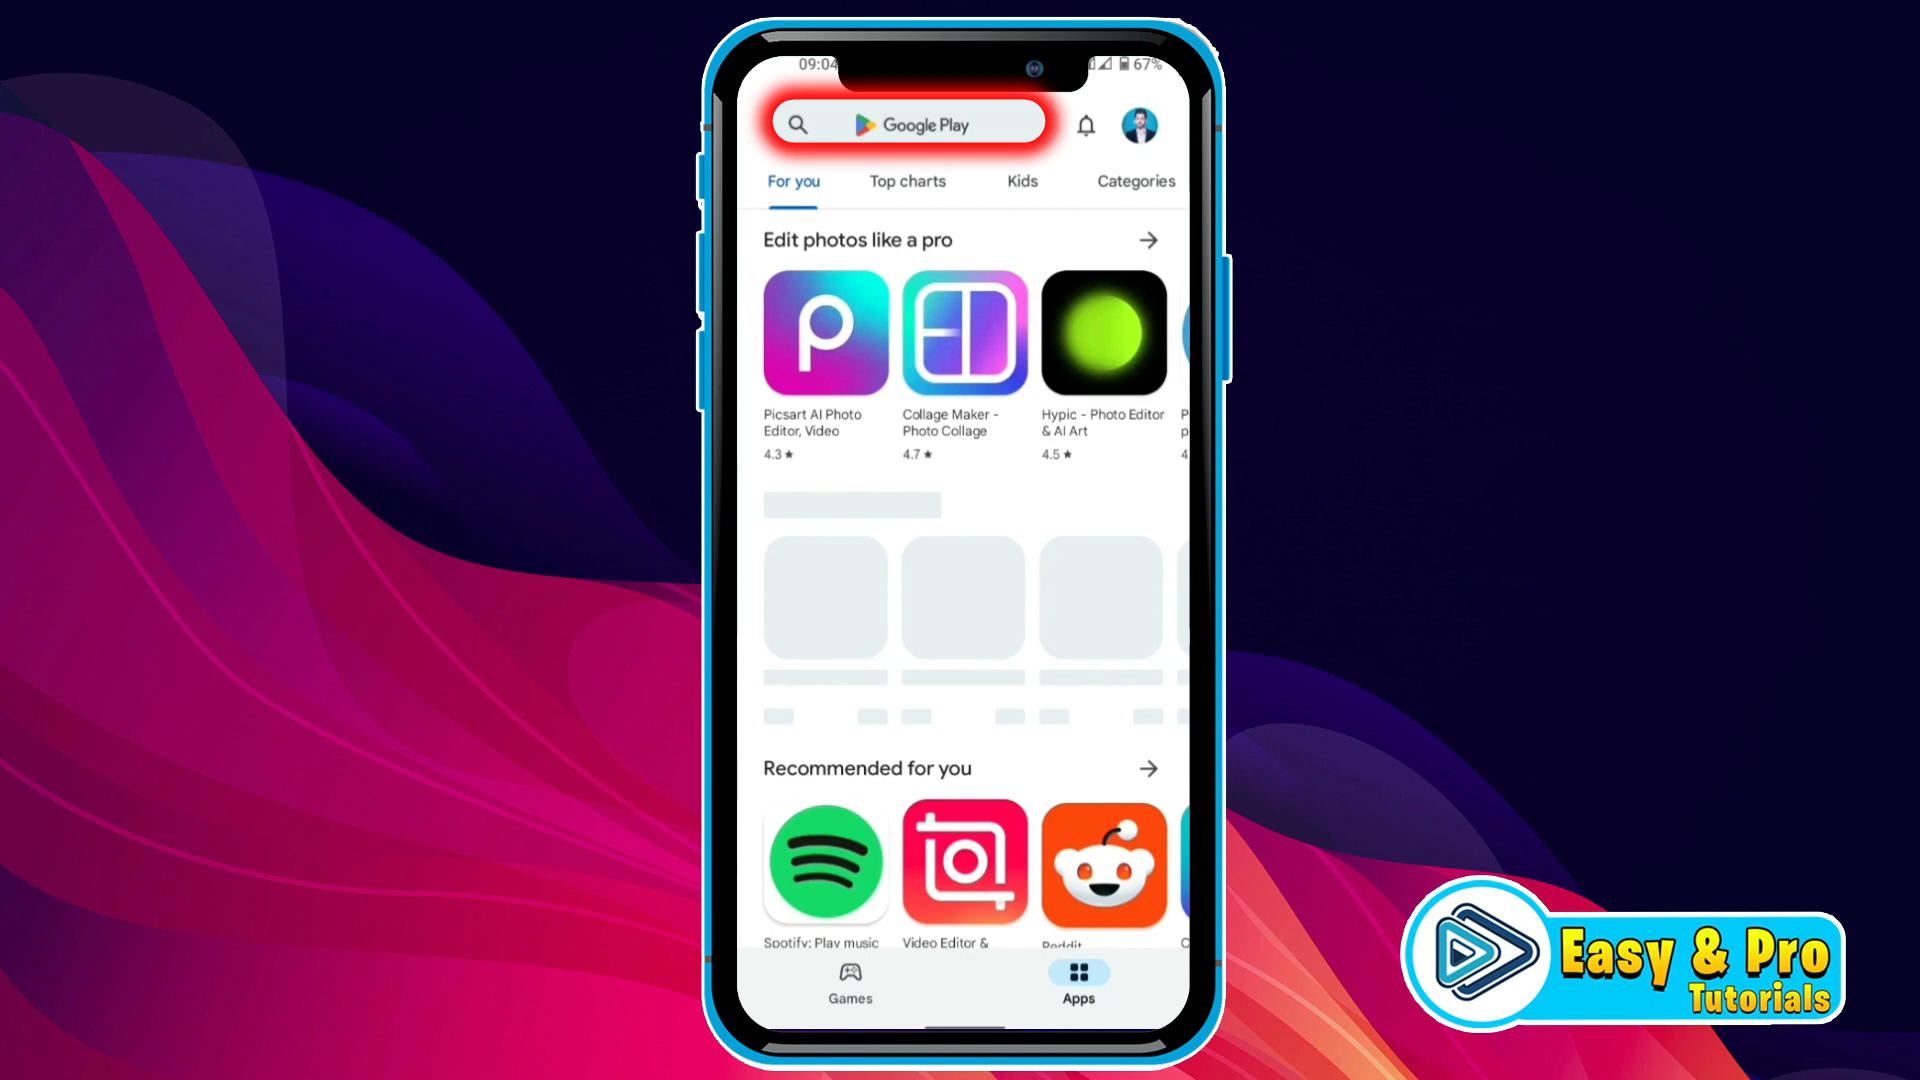 09:04
67%
Google Play
For you
Top charts
Kids
Categories
Edit photos like a pro
Picsart AI Photo
Editor, Video
4.3 ★
Collage Maker -
Photo Collage
4.7 ★
Hypic - Photo Editor
& AI Art
4.5 ★
P
p
4
Recommended for you
Spotify: Play music
Video Editor &
Reddit
Games
Apps
Easy & Pro
Tutorials